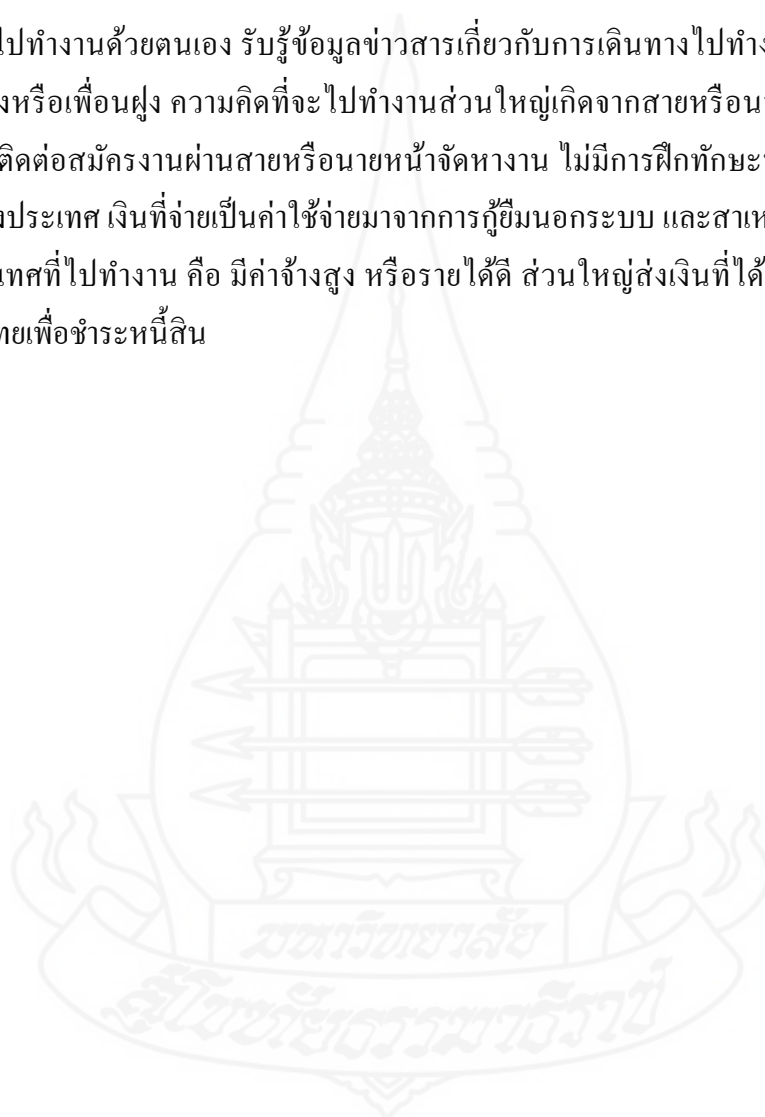 ไปทำงานด้วยตนเอง รับรู้ข้อมูลข่าวสารเกี่ยวกับการเดินทางไปทำง
งหรือเพื่อนฝูง ความคิดที่จะไปทำงานส่วนใหญ่เกิดจากสายหรือน
ติดต่อสมัครงานผ่านสายหรือนายหน้าจัดหางาน ไม่มีการฝึกทักษะ
งประเทศ เงินที่จ่ายเป็นค่าใช้จ่ายมาจากการกู้ยืมนอกระบบ และสาเห
เทศที่ไปทำงาน คือ มีค่าจ้างสูง หรือรายได้ดี ส่วนใหญ่ส่งเงินที่ได้
ทยเพื่อชำระหนี้สิน
มหาวิทยาลัย
สุโขทัยธรรมาธิราช